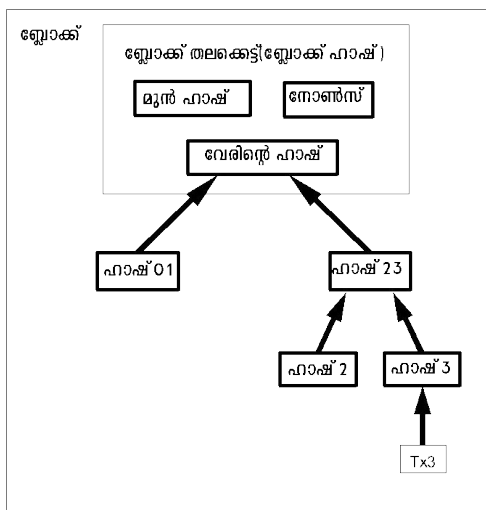 ബ്ലോക്ക്
ബ്ലോക്ക് തലക്കെട്ട്(ബ്ലോക്ക് ഹാഷ് )
മുൻ ഹാഷ് നോൺസ്
വേരിന്റെ ഹാഷ്
ഹാഷ് 01 ഹാഷ് 23
ഹാഷ് 2 ഹാഷ് 3
Tx3